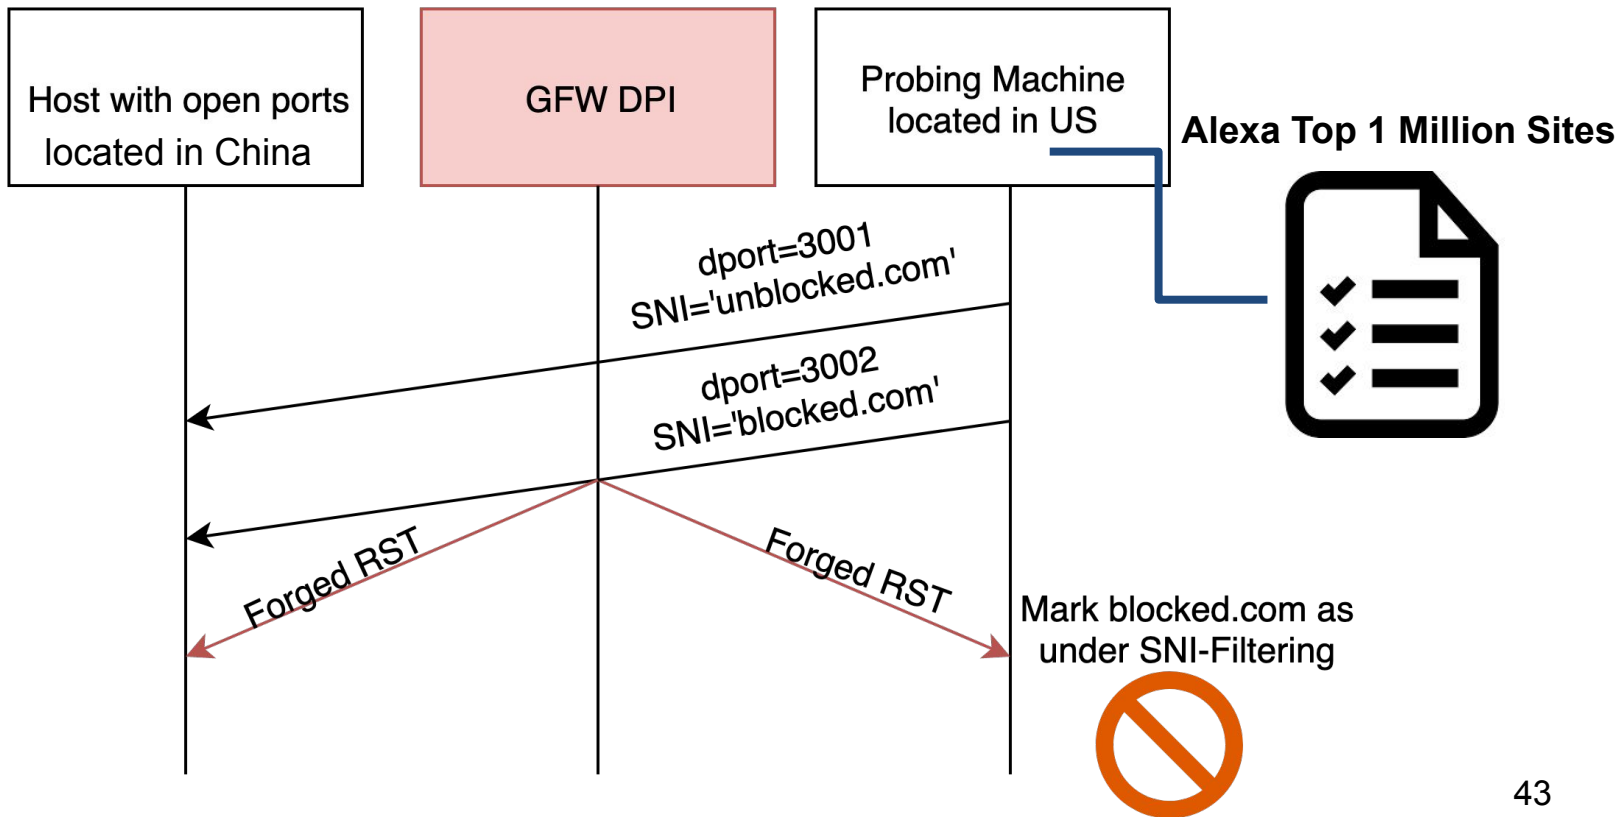 Host with open ports
located in China
GFW DPI
Probing Machine
located in US
Alexa Top 1 Million Sites
dport=3001
SNI='unblocked.com'
dport=3002
SNI='blocked.com'
Forged RST
Forged RST
Mark blocked.com as
under SNI-Filtering
43